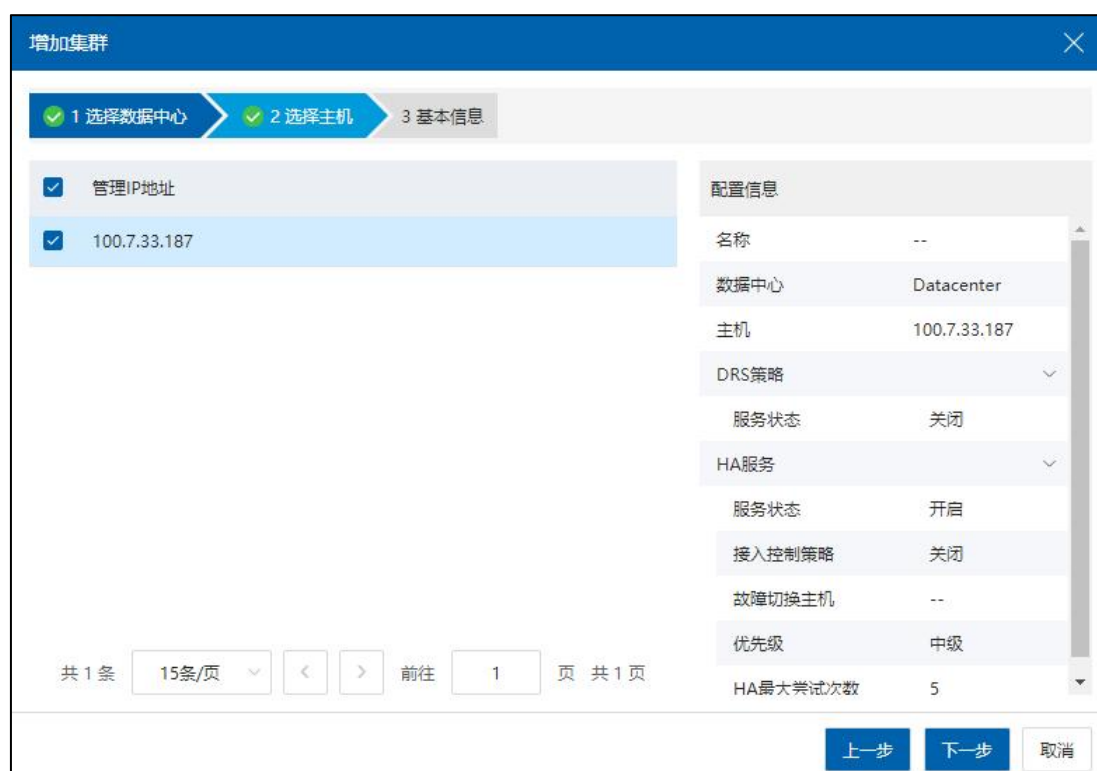 增加集群
1 选择数据中心 2 选择主机 3 基本信息
管理IP地址
100.7.33.187
配置信息
名称 --
数据中心 Datacenter
主机 100.7.33.187
DRS策略
服务状态 关闭
HA服务
服务状态 开启
接入控制策略 关闭
故障切换主机 --
优先级 中级
HA最大尝试次数 5
共 1 条 15条/页 前往 1 页 共 1 页
上一步 下一步 取消